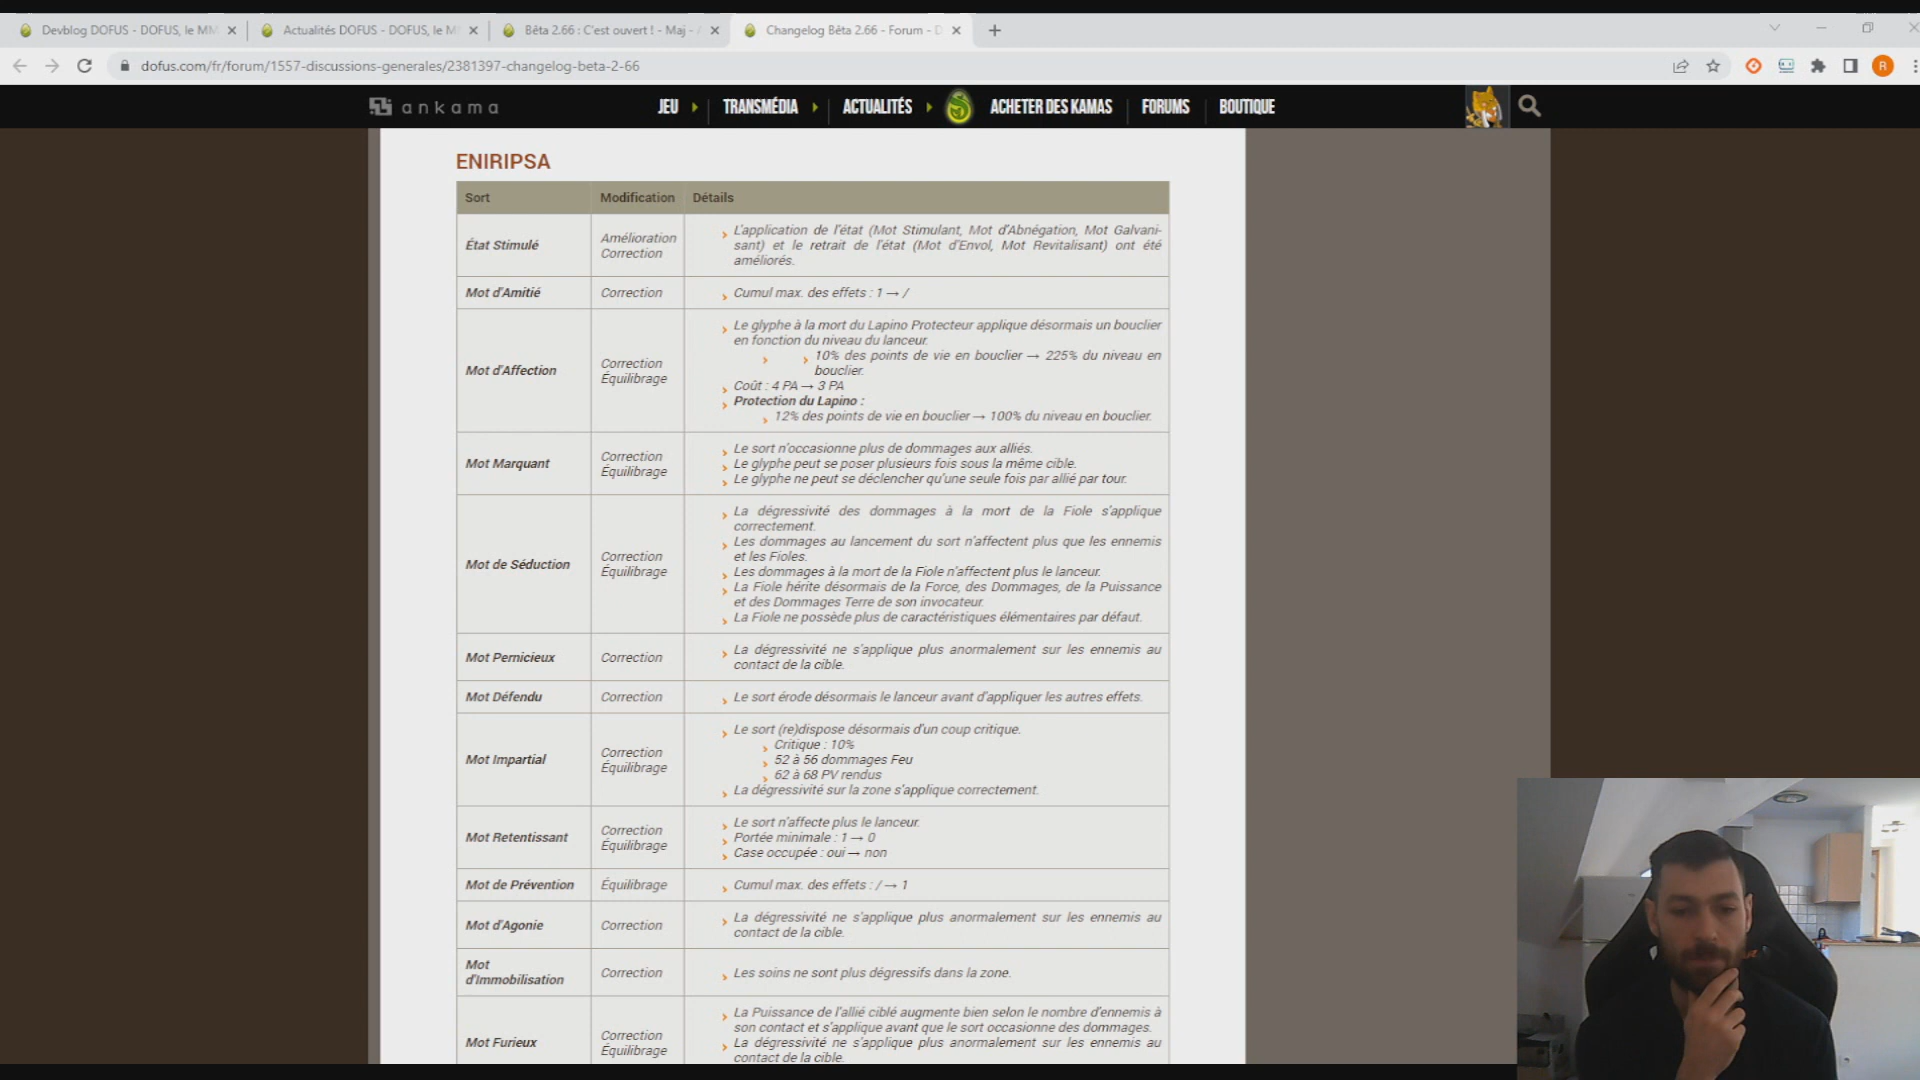 Devblog DOFUS - DOFUS, le MM
Actualités DOFUS - DOFUS, le M
Bêta 2.66 : C'est ouvert ! - Maj -
Changelog Bêta 2.66 - Forum - D
dofus.com/fr/forum/1557-discussions-generales/2381397-changelog-beta-2-66
R
ankama
JEU
TRANSMÉDIA
ACTUALITÉS
ACHETER DES KAMAS
FORUMS
BOUTIQUE
ENIRIPSA
Sort Modification Détails
État Stimulé
Amélioration
Correction
L'application de l'état (Mot Stimulant, Mot d'Abnégation, Mot Galvani-
sant) et le retrait de l'état (Mot d'Envol, Mot Revitalisant) ont été
améliorés.
Mot d'Amitié
Correction
Cumul max. des effets : 1 → /
Mot d'Affection
Correction
Équilibrage
Le glyphe à la mort du Lapino Protecteur applique désormais un bouclier
en fonction du niveau du lanceur.
10% des points de vie en bouclier → 225% du niveau en
bouclier.
Coût : 4 PA → 3 PA
Protection du Lapino :
12% des points de vie en bouclier → 100% du niveau en bouclier.
Mot Marquant
Correction
Équilibrage
Le sort n'occasionne plus de dommages aux alliés.
Le glyphe peut se poser plusieurs fois sous la même cible.
Le glyphe ne peut se déclencher qu'une seule fois par allié par tour.
Mot de Séduction
Correction
Équilibrage
La dégressivité des dommages à la mort de la Fiole s'applique
correctement.
Les dommages au lancement du sort n'affectent plus que les ennemis
et les Fioles.
Les dommages à la mort de la Fiole n'affectent plus le lanceur.
La Fiole hérite désormais de la Force, des Dommages, de la Puissance
et des Dommages Terre de son invocateur.
La Fiole ne possède plus de caractéristiques élémentaires par défaut.
Mot Pernicieux
Correction
La dégressivité ne s'applique plus anormalement sur les ennemis au
contact de la cible.
Mot Défendu
Correction
Le sort érode désormais le lanceur avant d'appliquer les autres effets.
Mot Impartial
Correction
Équilibrage
Le sort (re)dispose désormais d'un coup critique.
Critique : 10%
52 à 56 dommages Feu
62 à 68 PV rendus
La dégressivité sur la zone s'applique correctement.
Mot Retentissant
Correction
Équilibrage
Le sort n'affecte plus le lanceur.
Portée minimale : 1 → 0
Case occupée : oui → non
Mot de Prévention
Équilibrage
Cumul max. des effets : / → 1
Mot d'Agonie
Correction
La dégressivité ne s'applique plus anormalement sur les ennemis au
contact de la cible.
Mot
d'Immobilisation
Correction
Les soins ne sont plus dégressifs dans la zone.
Mot Furieux
Correction
Équilibrage
La Puissance de l'allié ciblé augmente bien selon le nombre d'ennemis à
son contact et s'applique avant que le sort occasionne des dommages.
La dégressivité ne s'applique plus anormalement sur les ennemis au
contact de la cible.